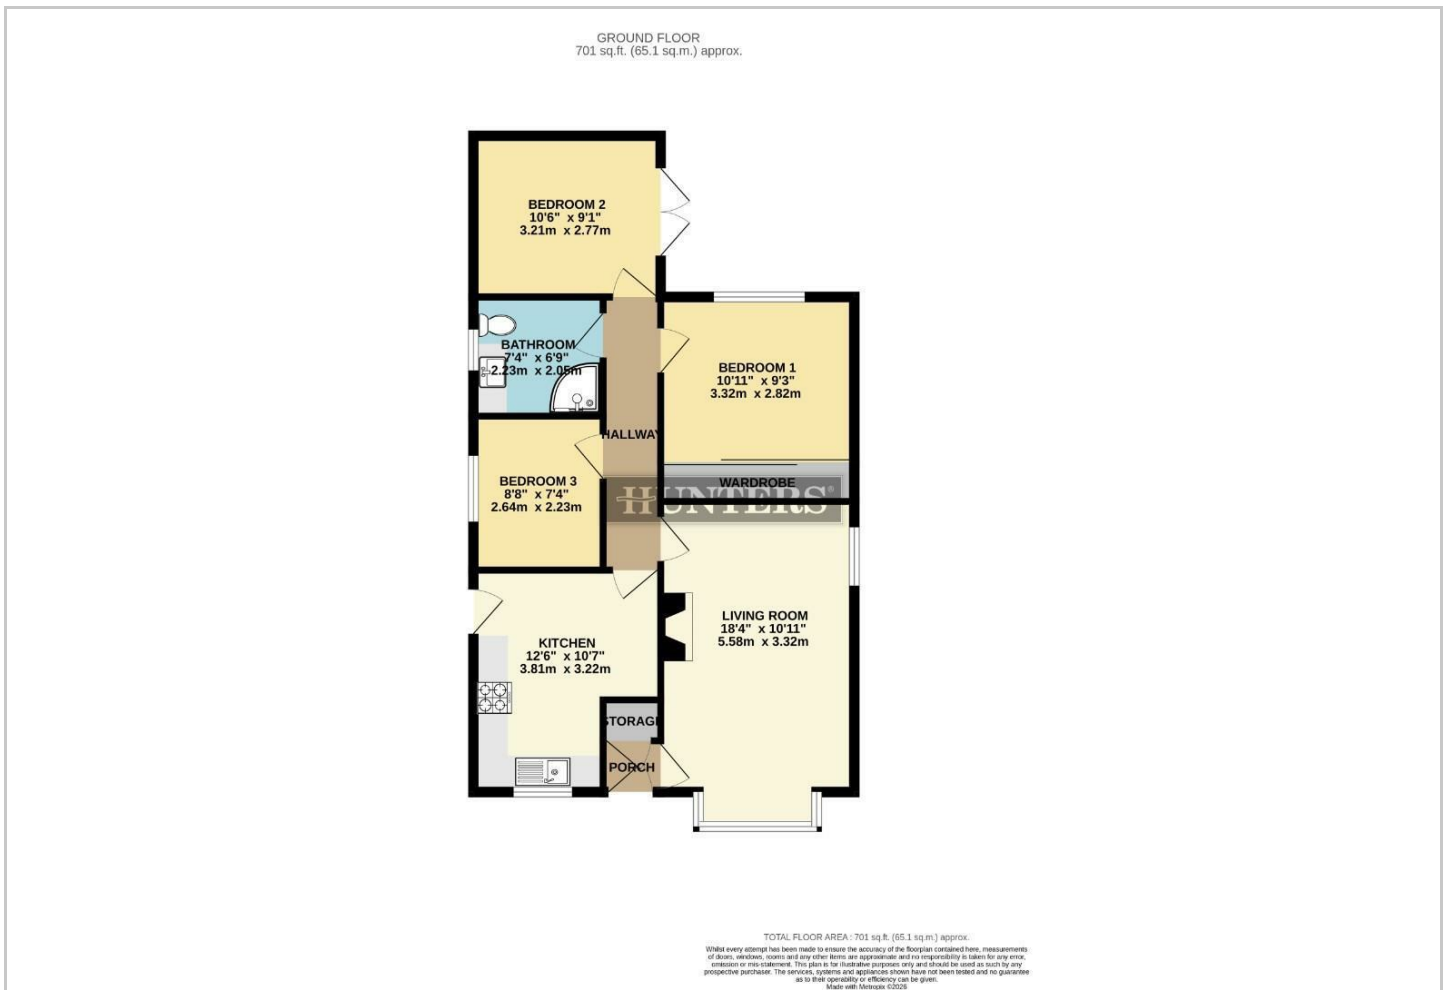 GROUND FLOOR
701 sq.ft. (65.1 sq.m.) approx.
BEDROOM 2
10'6" x 9'1"
3.21m x 2.77m
BATHROOM
7'4" x 6'9"
2.23m x 2.05m
BEDROOM 1
10'11" x 9'3"
3.32m x 2.82m
HALLWAY
BEDROOM 3
8'8" x 7'4"
2.64m x 2.23m
WARDROBE
HUNTERS®
LIVING ROOM
18'4" x 10'11"
5.58m x 3.32m
KITCHEN
12'6" x 10'7"
3.81m x 3.22m
STORAGE
PORCH
TOTAL FLOOR AREA : 701 sq.ft. (65.1 sq.m.) approx.
Whilst every attempt has been made to ensure the accuracy of the floorplan contained here, measurements
of doors, windows, rooms and any other items are approximate and no responsibility is taken for any error,
omission or mis-statement. This plan is for illustrative purposes only and should be used as such by any
prospective purchaser. The services, systems and appliances shown have not been tested and no guarantee
as to their operability or efficiency can be given.
Made with Metropix ©2026